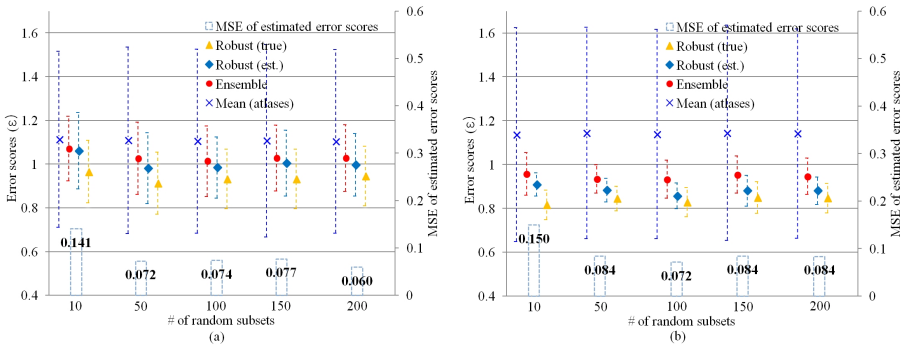 MSE of estimated error scores
Robust (true)
Robust (est.)
Ensemble
Mean (atlases)
Error scores (ε)
1.6
1.4
1.2
1
0.8
0.6
0.4
0.6
0.5
0.4
0.3
0.2
0.1
0
MSE of estimated error scores
0.141
0.072
0.074
0.077
0.060
10
50
100
150
200
# of random subsets
(a)
MSE of estimated error scores
Robust (true)
Robust (est.)
Ensemble
Mean (atlases)
Error scores (ε)
1.6
1.4
1.2
1
0.8
0.6
0.4
0.6
0.5
0.4
0.3
0.2
0.1
0
MSE of estimated error scores
0.150
0.084
0.072
0.084
0.084
10
50
100
150
200
# of random subsets
(b)